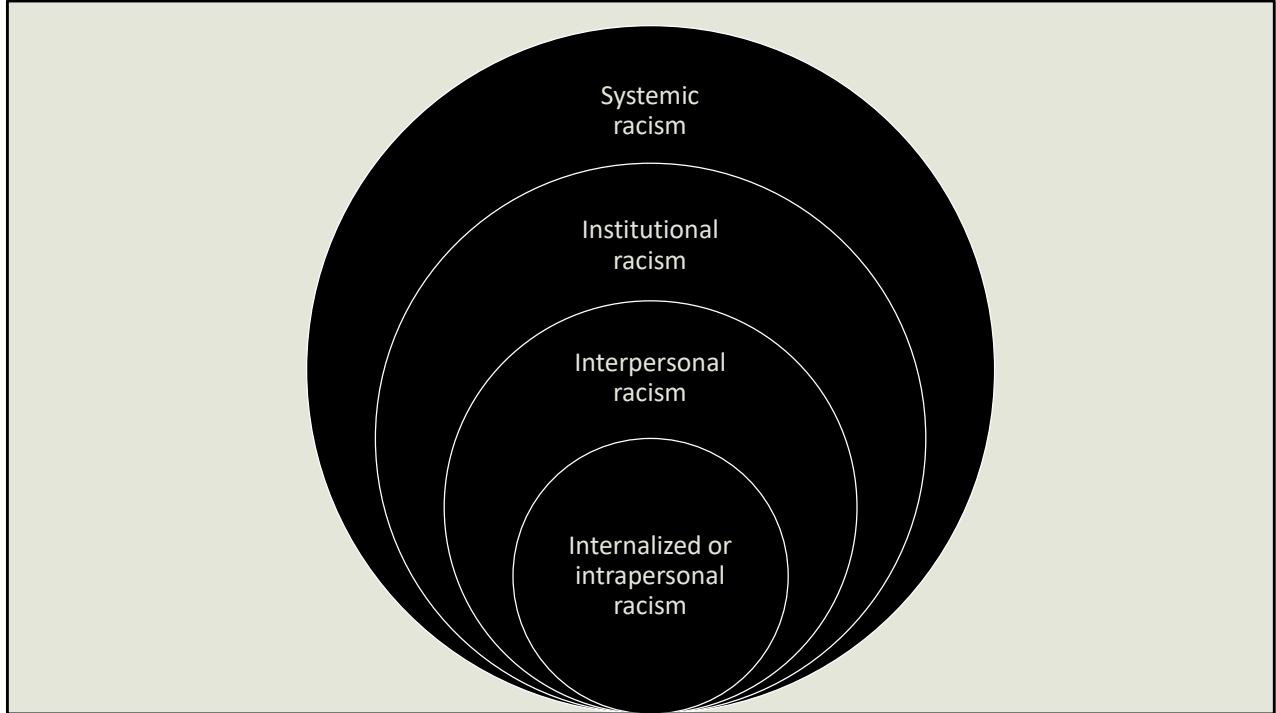 Systemic
racism
Institutional
racism
Interpersonal
racism
Internalized or
intrapersonal
racism